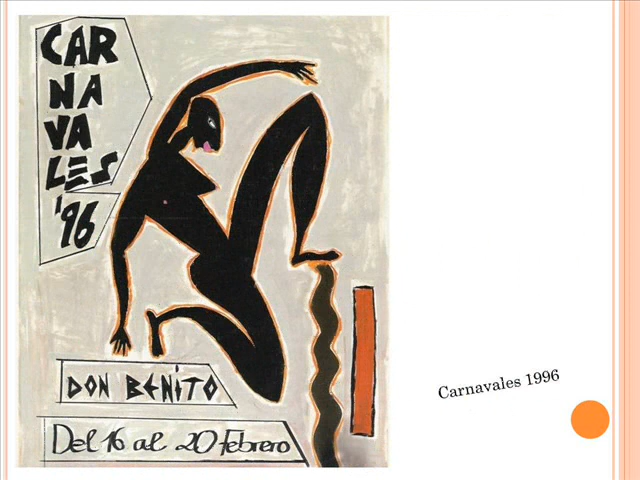 CAR
NA
VA
LES
'96
DON BENITO
Del 16 al 20 Febrero
Carnavales 1996